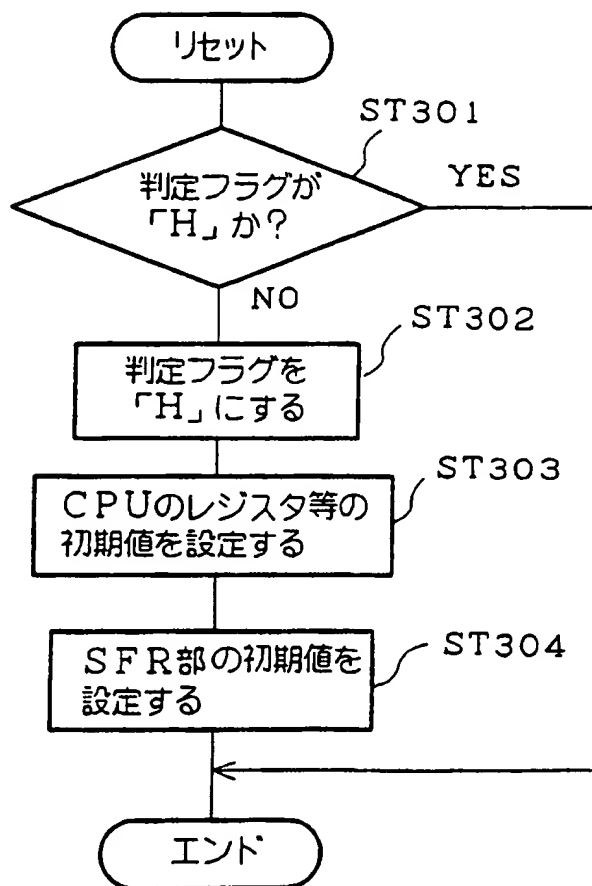 リセット
ST301
判定フラグが
「H」か?
YES
NO
ST302
判定フラグを
「H」にする
ST303
CPUのレジスタ等の
初期値を設定する
ST304
SFR部の初期値を
設定する
エンド